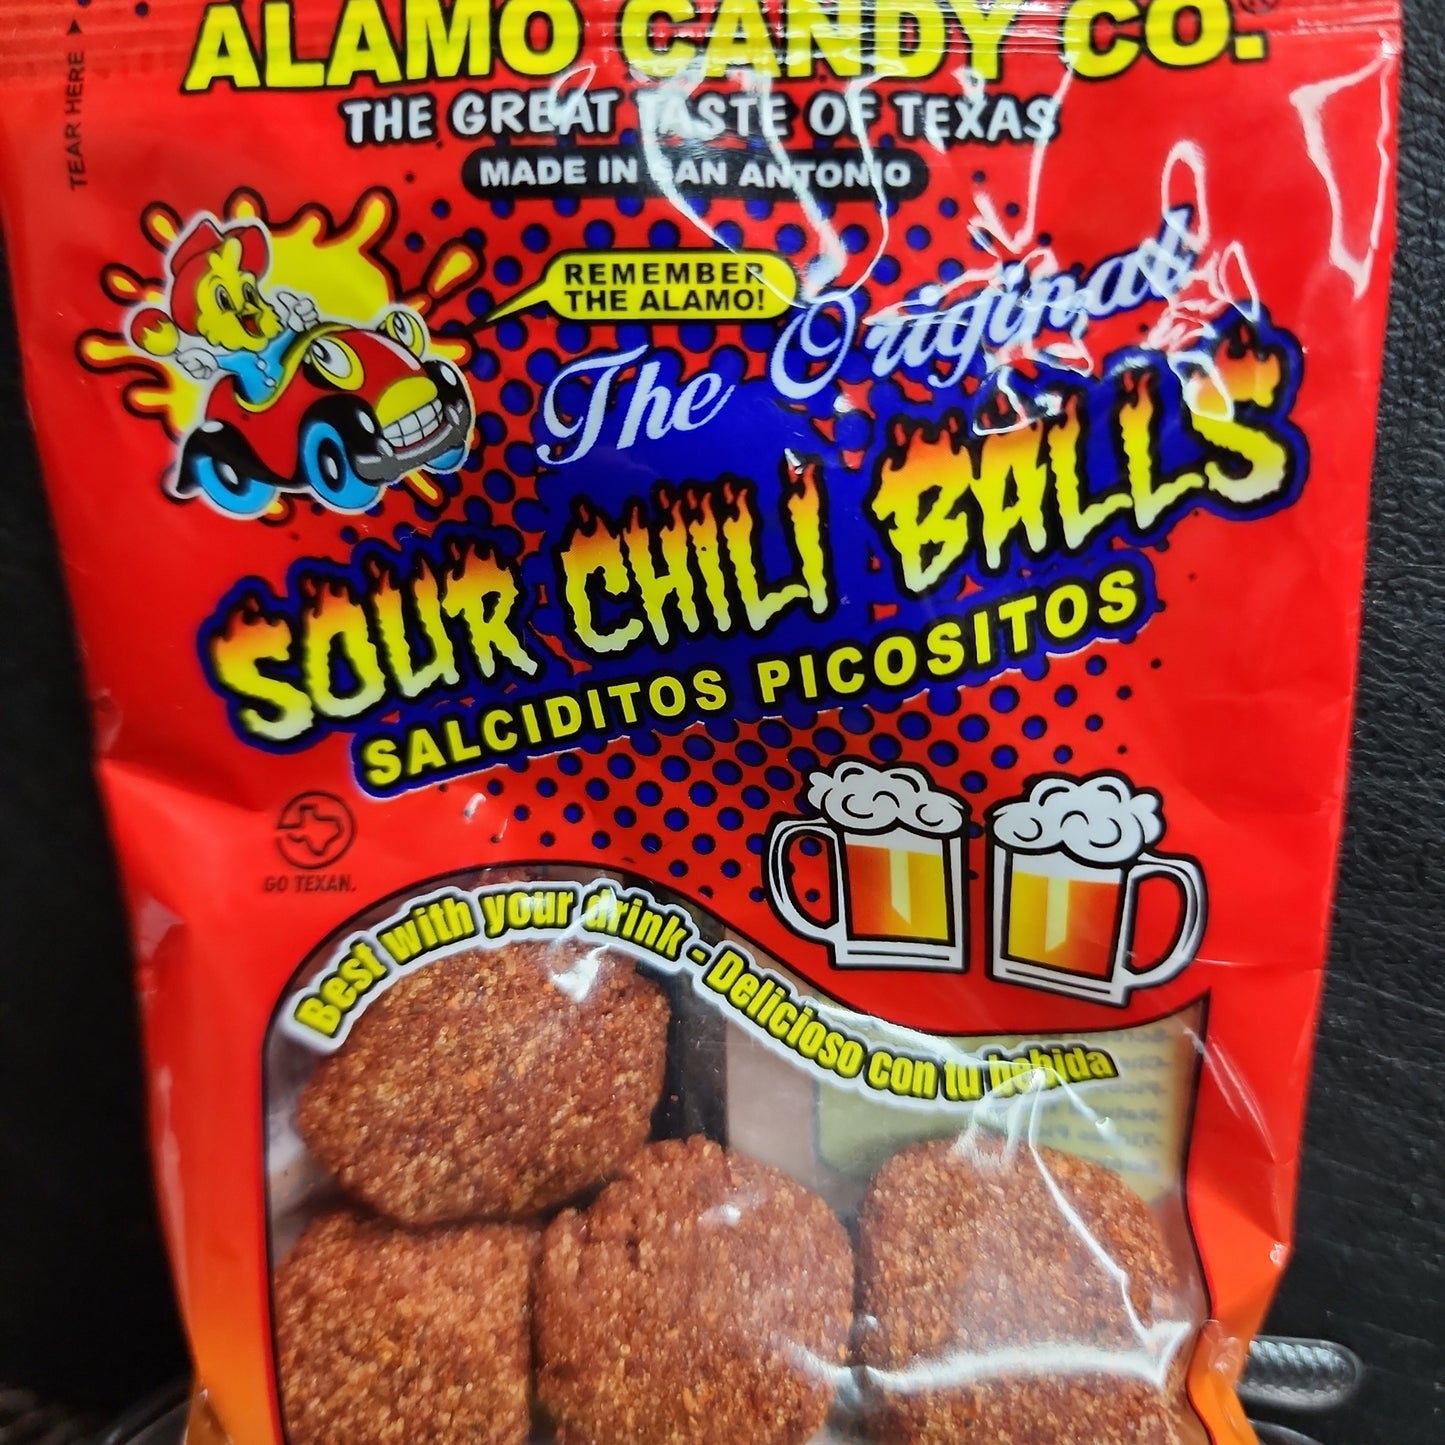 ALAMO CANDY CO.
THE GREAT TASTE OF TEXAS
MADE IN SAN ANTONIO
TEAR HERE
REMEMBER
THE ALAMO!
The Original
SOUR CHILI BALLS
SALCIDITOS PICOSITOS
GO TEXAN.
Best with your drink - Delicioso con tu bebida